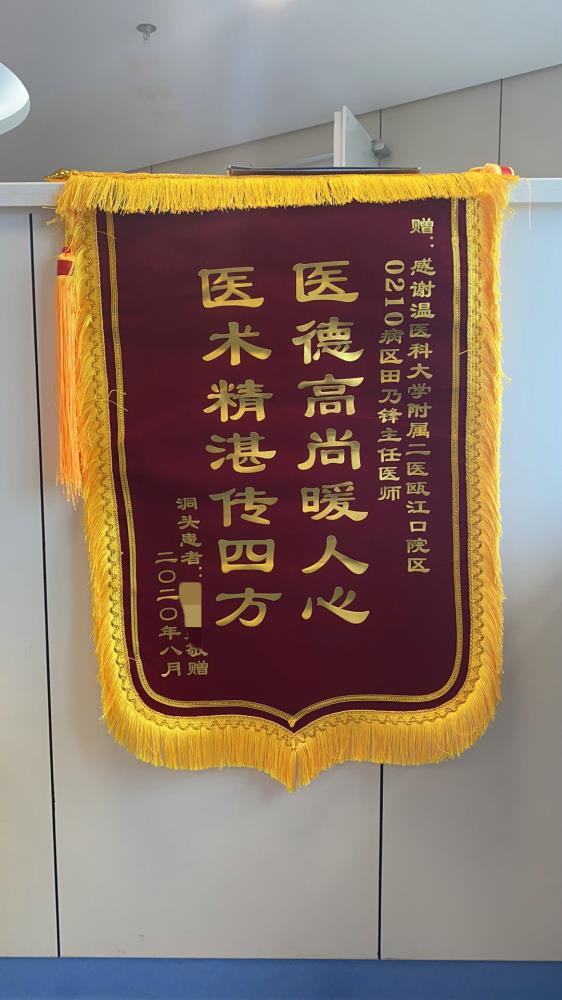 赠：感谢温医科大学附属二医瓯江口院区
0210病区田乃锋主任医师
医德高尚暖人心
医术精湛传四方
洞头患者：敬赠
二〇二〇年八月